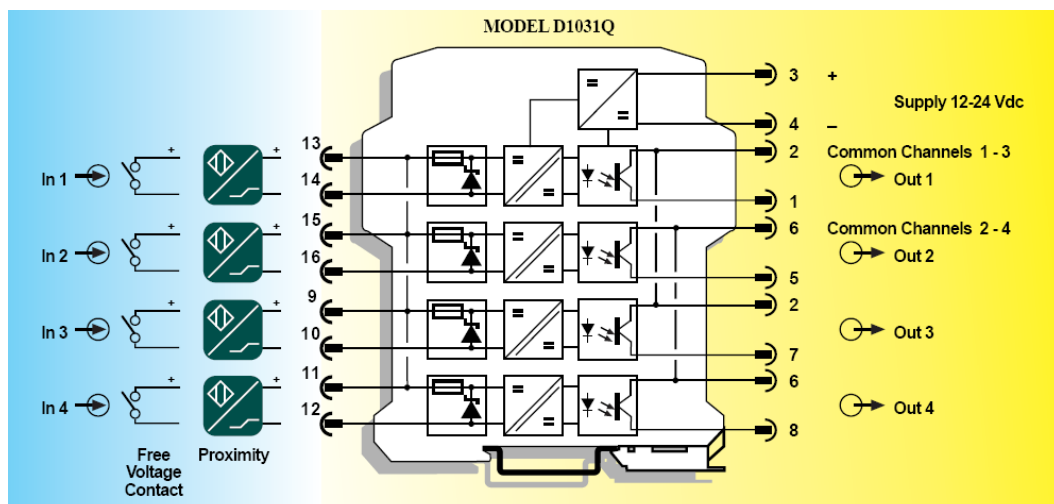 MODEL D1031Q
3 +
Supply 12-24 Vdc
4 –
13
2 Common Channels 1 - 3
In 1
+
+
14
Out 1
1
15
6 Common Channels 2 - 4
In 2
+
+
16
Out 2
5
9
2
In 3
+
+
10
Out 3
7
11
6
In 4
+
+
12
Out 4
8
Free
Voltage
Contact
Proximity